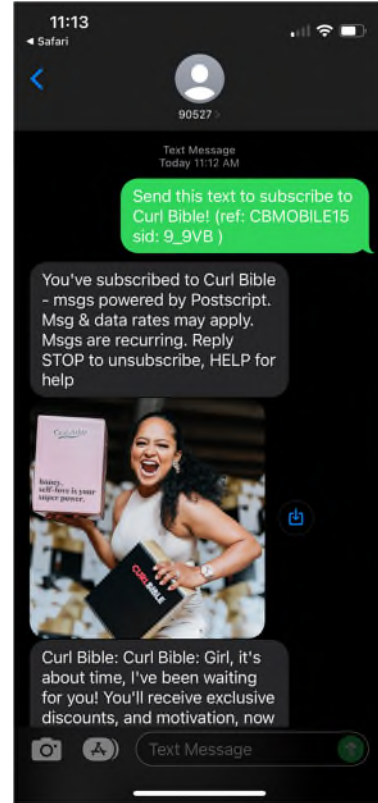 11:13
◀ Safari
90527 >
Text Message
Today 11:12 AM
Send this text to subscribe to
Curl Bible! (ref: CBMOBILE15
sid: 9_9VB )
You've subscribed to Curl Bible
- msgs powered by Postscript.
Msg & data rates may apply.
Msgs are recurring. Reply
STOP to unsubscribe, HELP for
help
Curl Bible
honey,
self-love is your
super power.
CURLBIBLE
Curl Bible: Curl Bible: Girl, it's
about time, I've been waiting
for you! You'll receive exclusive
discounts, and motivation, now
Text Message